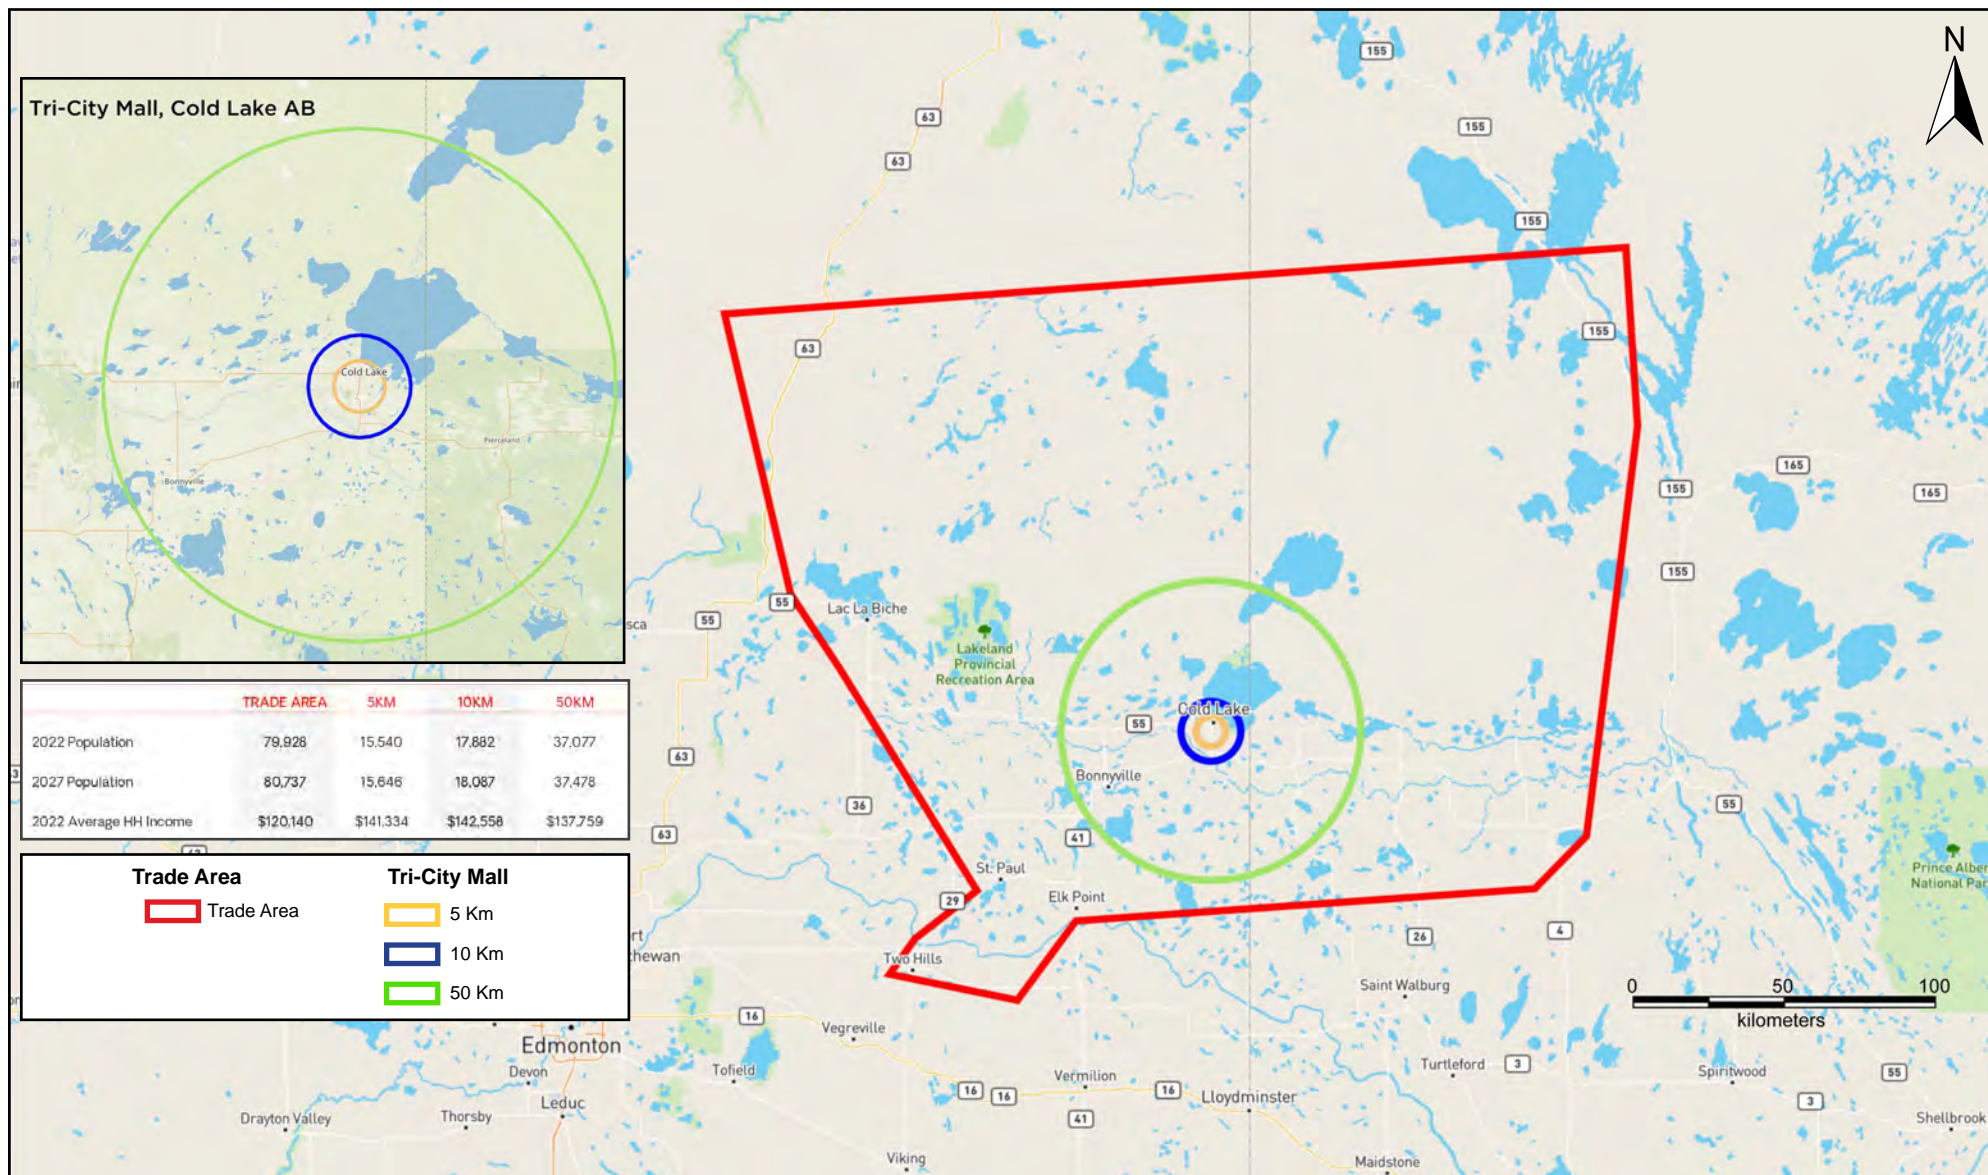 N
155
155
155
155
155
155
63
63
63
63
63
55
55
55
55
55
165
165
36
41
29
26
4
16
16
16
16
41
3
3
Tri-City Mall, Cold Lake AB
Cold Lake
Pierceland
Bonnyville
TRADE AREA 5KM 10KM 50KM
2022 Population 79,928 15,540 17,882 37,077
2027 Population 80,737 15,646 18,087 37,478
2022 Average HH Income $120,140 $141,334 $142,558 $137,759
Trade Area Tri-City Mall
Trade Area
5 Km
10 Km
50 Km
Lac La Biche
Lakeland
Provincial
Recreation Area
Cold Lake
Bonnyville
St. Paul
Elk Point
Two Hills
sca
rt
chewan
Saint Walburg
Prince Alber
National Par
0 50 100
kilometers
Edmonton
Devon
Leduc
Thorsby
Drayton Valley
Tofield
Vegreville
Vermilion
Lloydminster
Viking
Maidstone
Turtleford
Spiritwood
Shellbrook